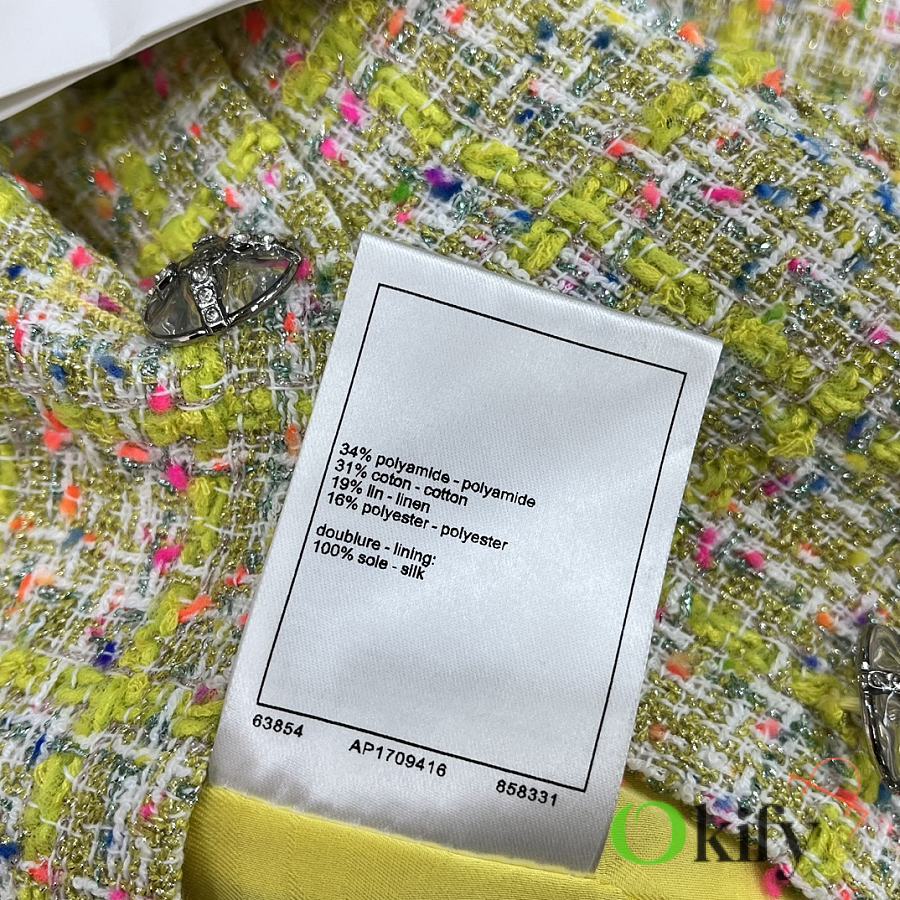 34% polyamide - polyamide
31% coton - cotton
19% lin - linen
16% polyester - polyester
doublure - lining:
100% soie - silk
63854
AP1709416
858331
Okify